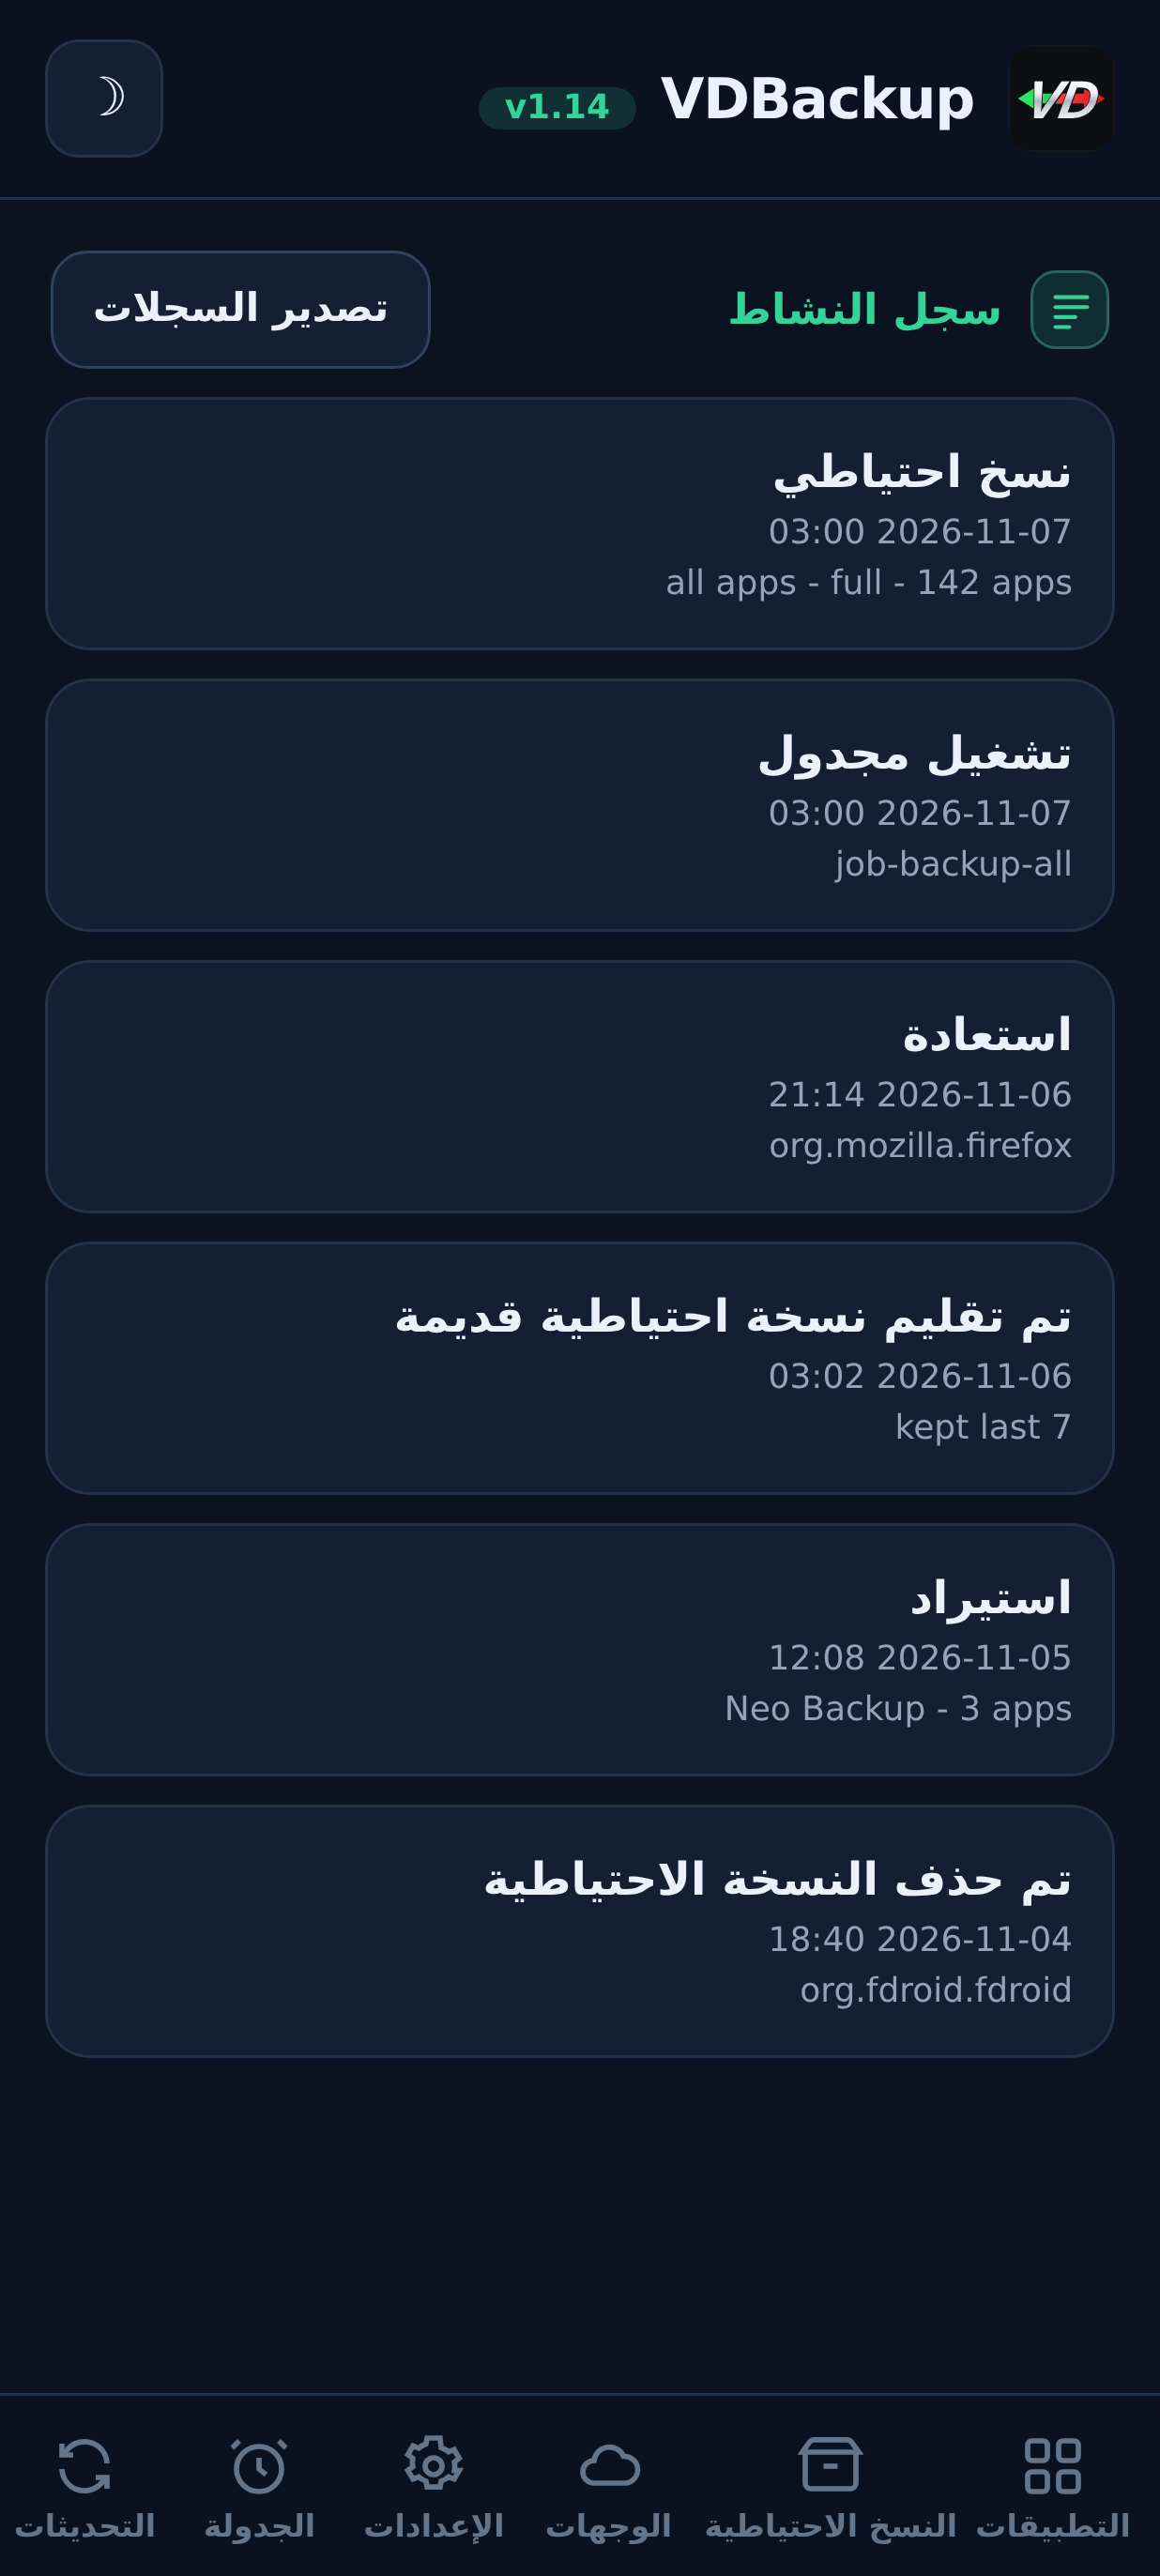 VD VDBackup v1.14
سجل النشاط
تصدير السجلات
نسخ احتياطي
2026-11-07 03:00
all apps - full - 142 apps
تشغيل مجدول
2026-11-07 03:00
job-backup-all
استعادة
2026-11-06 21:14
org.mozilla.firefox
تم تقليم نسخة احتياطية قديمة
2026-11-06 03:02
kept last 7
استيراد
2026-11-05 12:08
Neo Backup - 3 apps
تم حذف النسخة الاحتياطية
2026-11-04 18:40
org.fdroid.fdroid
التطبيقات
النسخ الاحتياطية
الوجهات
الإعدادات
الجدولة
التحديثات